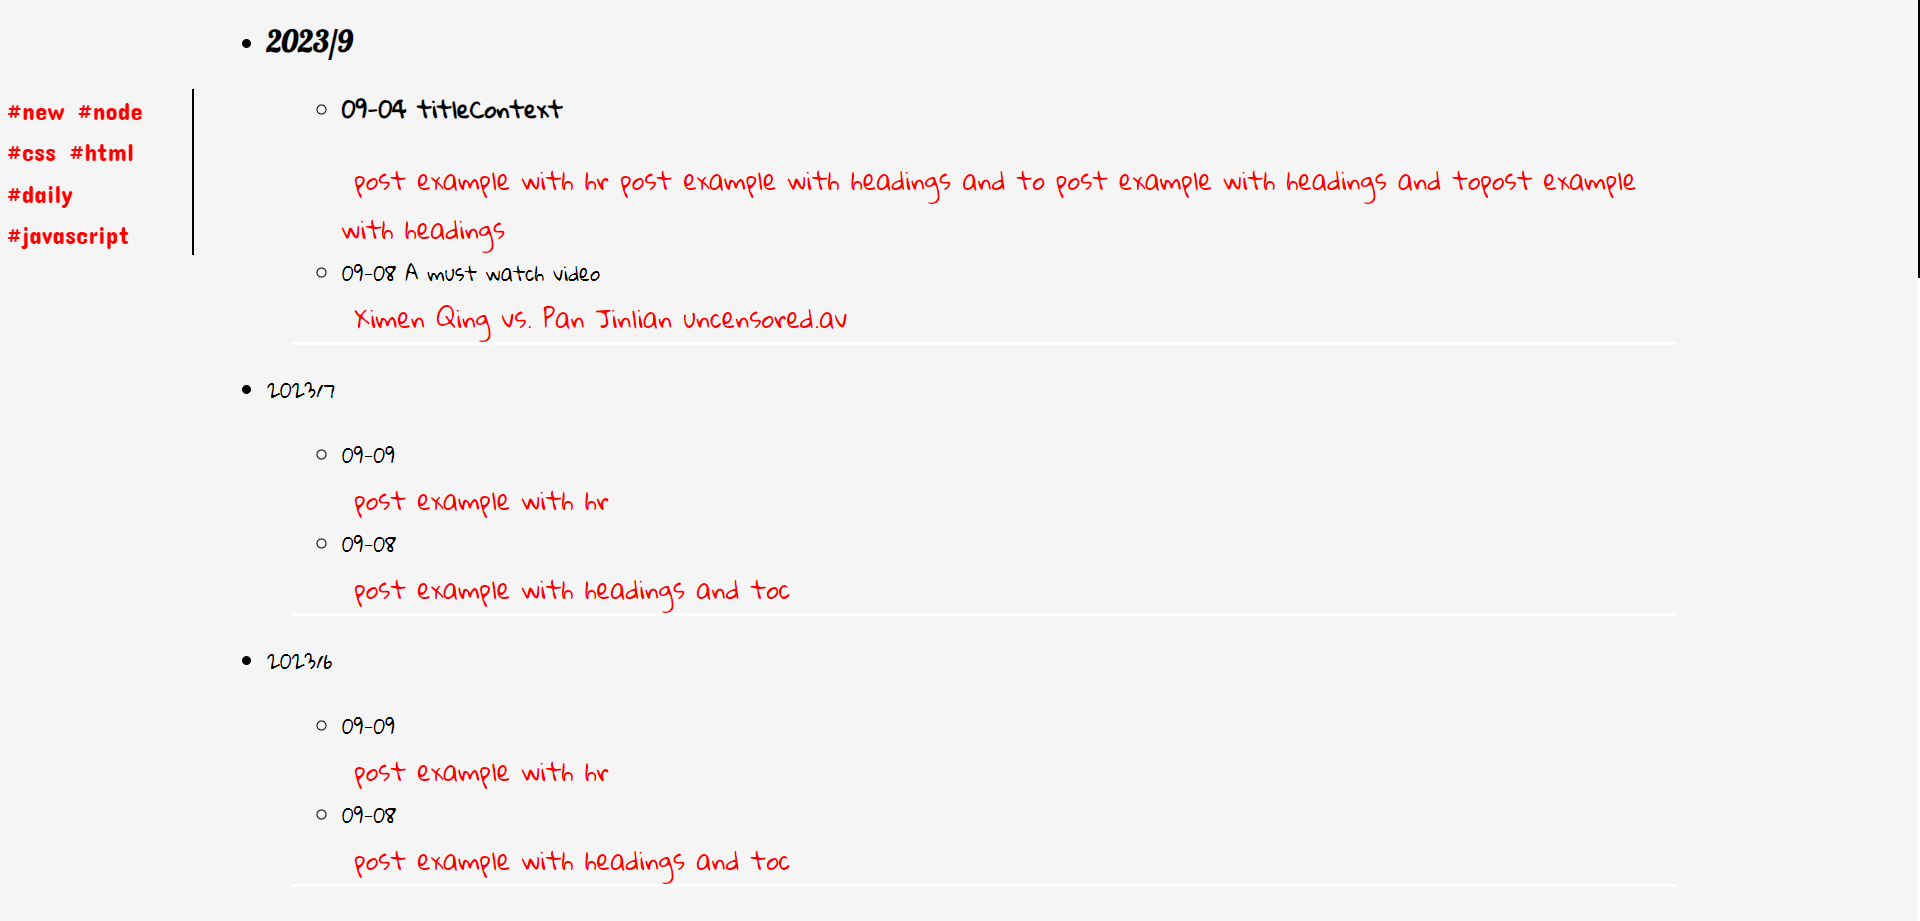 #new #node
#css #html
#daily
#javascript
2023/9
09-04 titleContext
post example with hr post example with headings and to post example with headings and topost example
with headings
09-08 A must watch video
Ximen Qing vs. Pan Jinlian uncensored.av
2023/7
09-09
post example with hr
09-08
post example with headings and toc
2023/6
09-09
post example with hr
09-08
post example with headings and toc